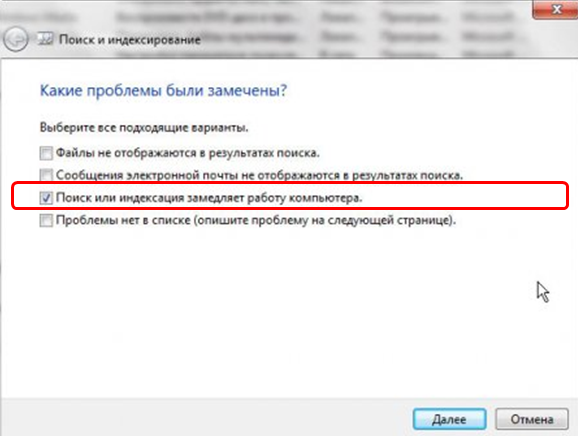 Поиск и индексирование
Какие проблемы были замечены?
Выберите все подходящие варианты.
Файлы не отображаются в результатах поиска.
Сообщения электронной почты не отображаются в результатах поиска.
Поиск или индексация замедляет работу компьютера.
Проблемы нет в списке (опишите проблему на следующей странице).
Далее
Отмена